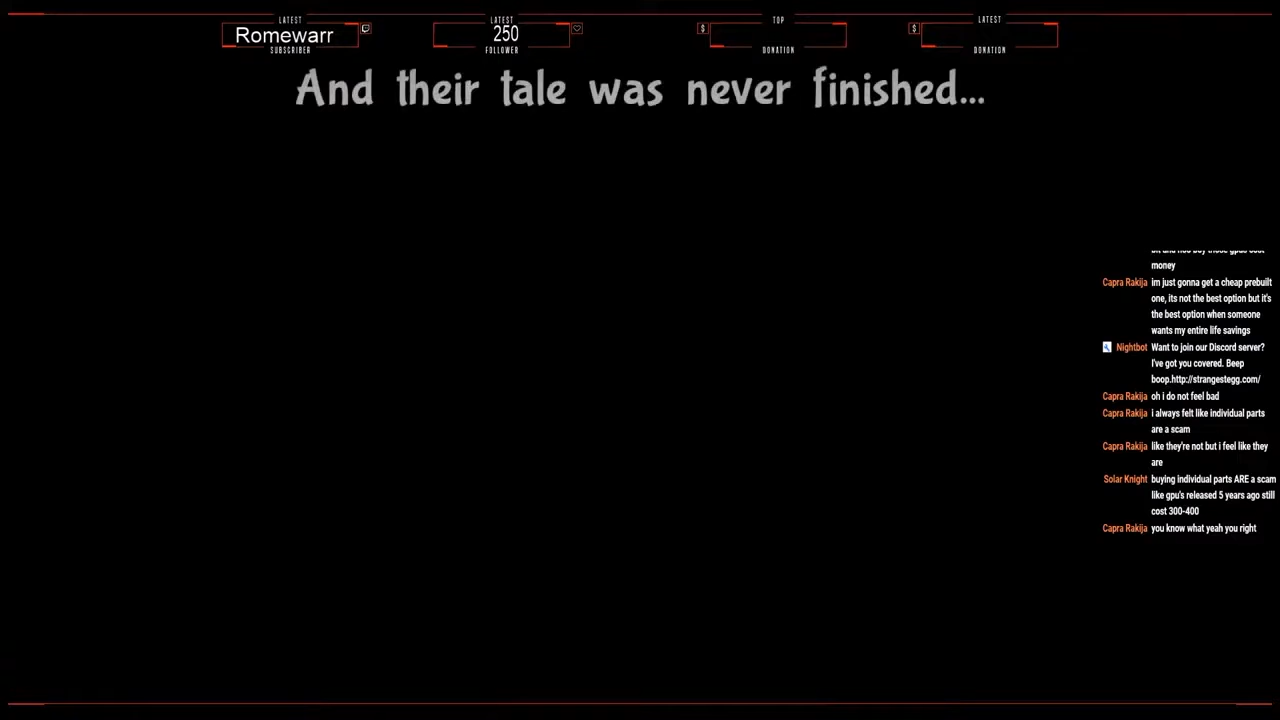 LATEST
Romewarr
SUBSCRIBER
LATEST
250
FOLLOWER
$
TOP
DONATION
$
LATEST
DONATION
And their tale was never finished...
money
Capra Rakija im just gonna get a cheap prebuilt
one, its not the best option but it's
the best option when someone
wants my entire life savings
Nightbot Want to join our Discord server?
I've got you covered. Beep
boop.http://strangestegg.com/
Capra Rakija oh i do not feel bad
Capra Rakija i always felt like individual parts
are a scam
Capra Rakija like they're not but i feel like they
are
Solar Knight buying individual parts ARE a scam
like gpu's released 5 years ago still
cost 300-400
Capra Rakija you know what yeah you right